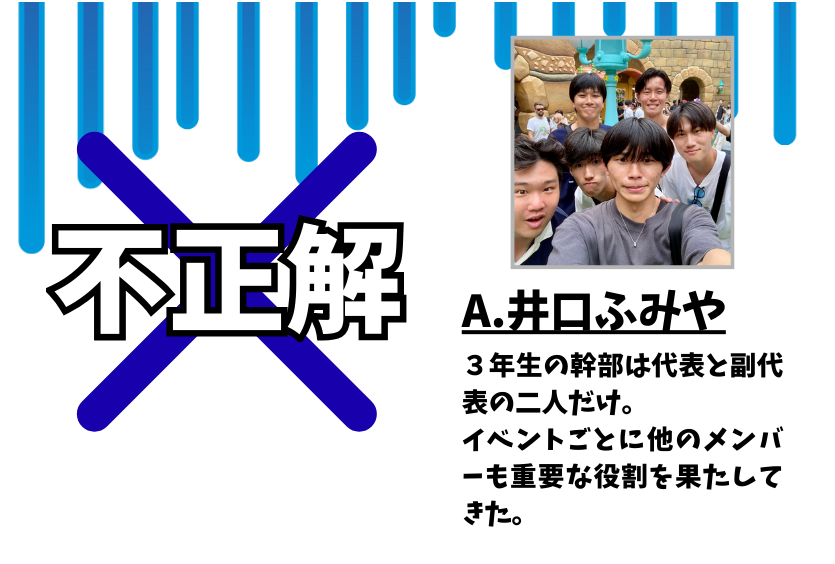 不正解
A.井口ふみや
３年生の幹部は代表と副代
表の二人だけ。
イベントごとに他のメンバ
ーも重要な役割を果たして
きた。